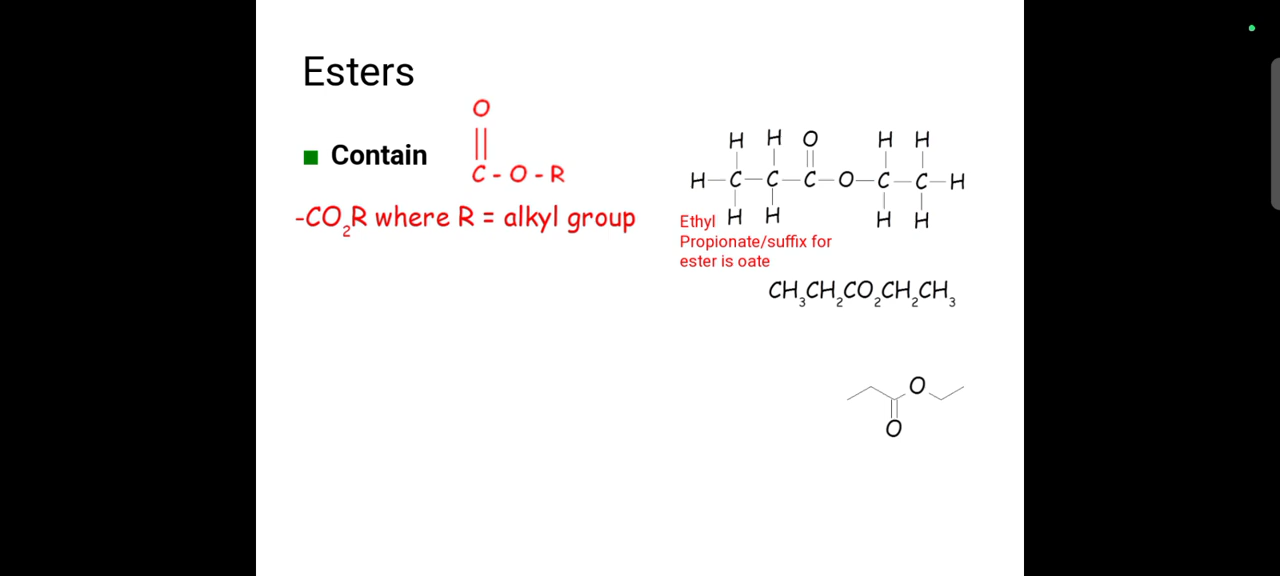 Esters
O
||
Contain C - O - R
-CO₂R where R = alkyl group
H H O H H
H-C-C-C-O-C-C-H
H H H H
Ethyl
Propionate/suffix for
ester is oate
CH₃CH₂CO₂CH₂CH₃
O
O